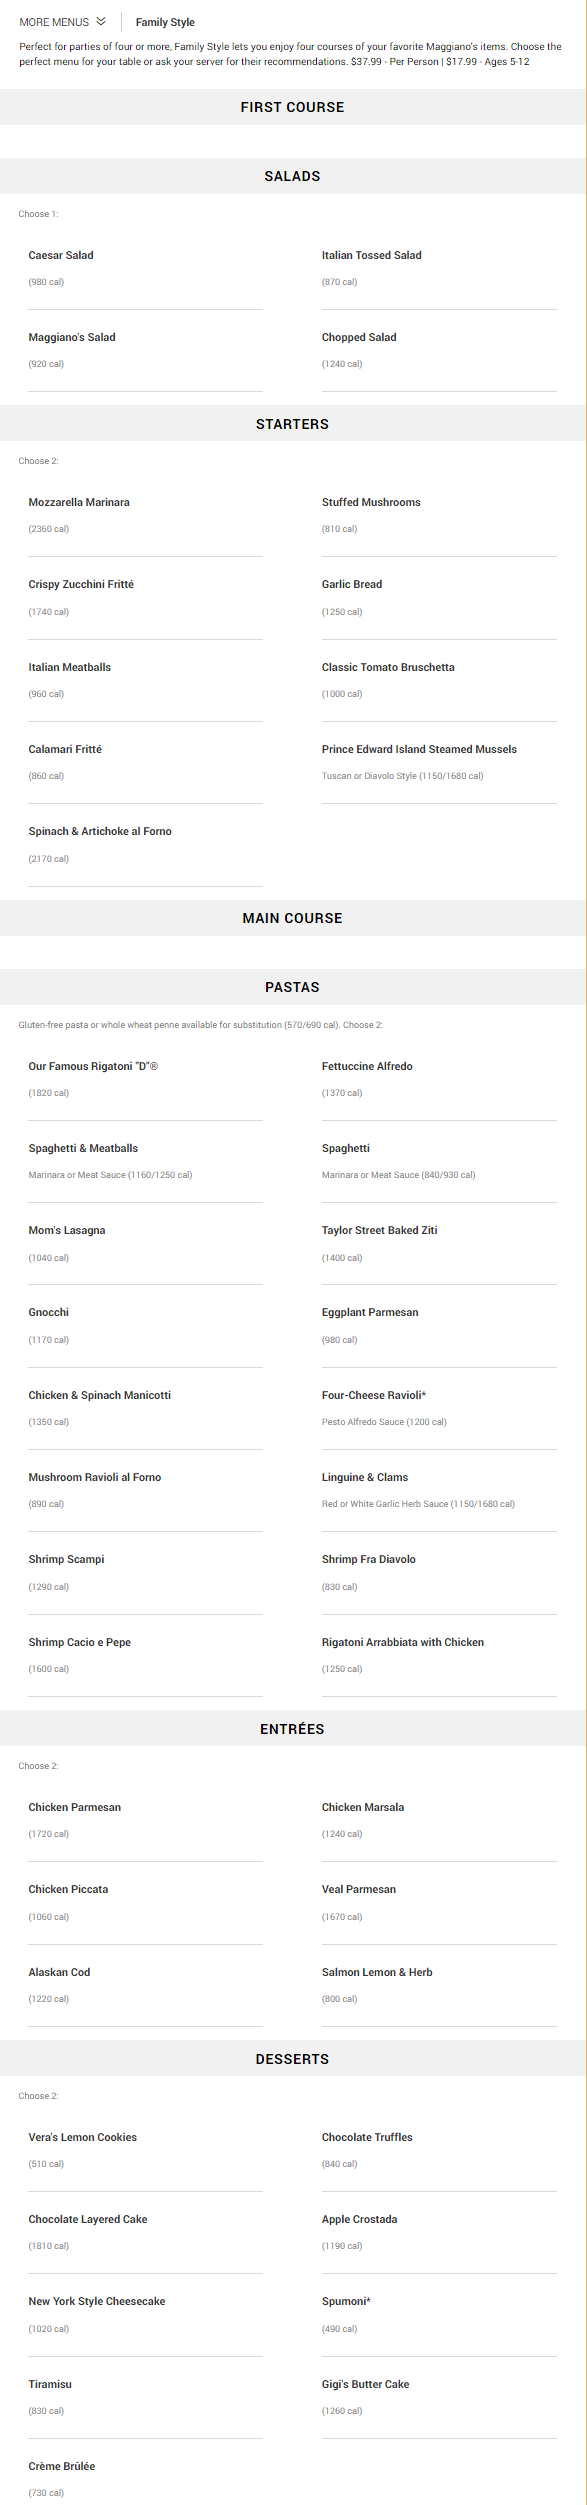 MORE MENUS Family Style
Perfect for parties of four or more, Family Style lets you enjoy four courses of your favorite Maggiano's items. Choose the
perfect menu for your table or ask your server for their recommendations. $37.99 - Per Person | $17.99 - Ages 5-12
FIRST COURSE
SALADS
Choose 1:
Caesar Salad
(980 cal)
Italian Tossed Salad
(870 cal)
Maggiano's Salad
(920 cal)
Chopped Salad
(1240 cal)
STARTERS
Choose 2:
Mozzarella Marinara
(2360 cal)
Stuffed Mushrooms
(810 cal)
Crispy Zucchini Fritté
(1740 cal)
Garlic Bread
(1250 cal)
Italian Meatballs
(960 cal)
Classic Tomato Bruschetta
(1000 cal)
Calamari Fritté
(860 cal)
Prince Edward Island Steamed Mussels
Tuscan or Diavolo Style (1150/1680 cal)
Spinach & Artichoke al Forno
(2170 cal)
MAIN COURSE
PASTAS
Gluten-free pasta or whole wheat penne available for substitution (570/690 cal). Choose 2:
Our Famous Rigatoni "D"®
(1820 cal)
Fettuccine Alfredo
(1370 cal)
Spaghetti & Meatballs
Marinara or Meat Sauce (1160/1250 cal)
Spaghetti
Marinara or Meat Sauce (840/930 cal)
Mom's Lasagna
(1040 cal)
Taylor Street Baked Ziti
(1400 cal)
Gnocchi
(1170 cal)
Eggplant Parmesan
(980 cal)
Chicken & Spinach Manicotti
(1350 cal)
Four-Cheese Ravioli*
Pesto Alfredo Sauce (1200 cal)
Mushroom Ravioli al Forno
(890 cal)
Linguine & Clams
Red or White Garlic Herb Sauce (1150/1680 cal)
Shrimp Scampi
(1290 cal)
Shrimp Fra Diavolo
(830 cal)
Shrimp Cacio e Pepe
(1600 cal)
Rigatoni Arrabbiata with Chicken
(1250 cal)
ENTRÉES
Choose 2:
Chicken Parmesan
(1720 cal)
Chicken Marsala
(1240 cal)
Chicken Piccata
(1060 cal)
Veal Parmesan
(1670 cal)
Alaskan Cod
(1220 cal)
Salmon Lemon & Herb
(800 cal)
DESSERTS
Choose 2:
Vera's Lemon Cookies
(510 cal)
Chocolate Truffles
(840 cal)
Chocolate Layered Cake
(1810 cal)
Apple Crostada
(1190 cal)
New York Style Cheesecake
(1020 cal)
Spumoni*
(490 cal)
Tiramisu
(830 cal)
Gigi's Butter Cake
(1260 cal)
Crème Brûlée
(730 cal)